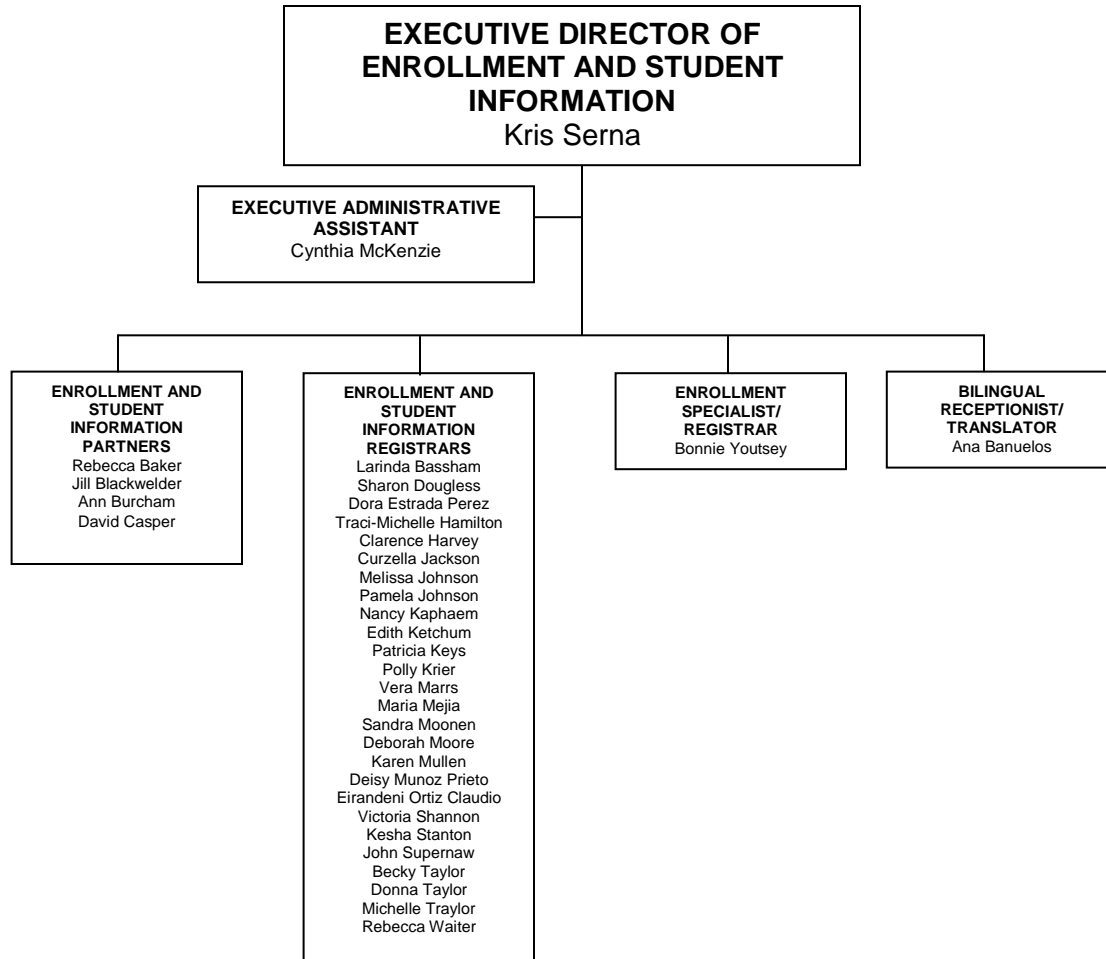 EXECUTIVE DIRECTOR OF
ENROLLMENT AND STUDENT
INFORMATION
Kris Serna
EXECUTIVE ADMINISTRATIVE
ASSISTANT
Cynthia McKenzie
ENROLLMENT AND
STUDENT
INFORMATION
PARTNERS
Rebecca Baker
Jill Blackwelder
Ann Burcham
David Casper
ENROLLMENT AND
STUDENT
INFORMATION
REGISTRARS
Larinda Bassham
Sharon Dougless
Dora Estrada Perez
Traci-Michelle Hamilton
Clarence Harvey
Curzella Jackson
Melissa Johnson
Pamela Johnson
Nancy Kaphaem
Edith Ketchum
Patricia Keys
Polly Krier
Vera Marrs
Maria Mejia
Sandra Moonen
Deborah Moore
Karen Mullen
Deisy Munoz Prieto
Eirandeni Ortiz Claudio
Victoria Shannon
Kesha Stanton
John Supernaw
Becky Taylor
Donna Taylor
Michelle Traylor
Rebecca Waiter
ENROLLMENT
SPECIALIST/
REGISTRAR
Bonnie Youtsey
BILINGUAL
RECEPTIONIST/
TRANSLATOR
Ana Banuelos